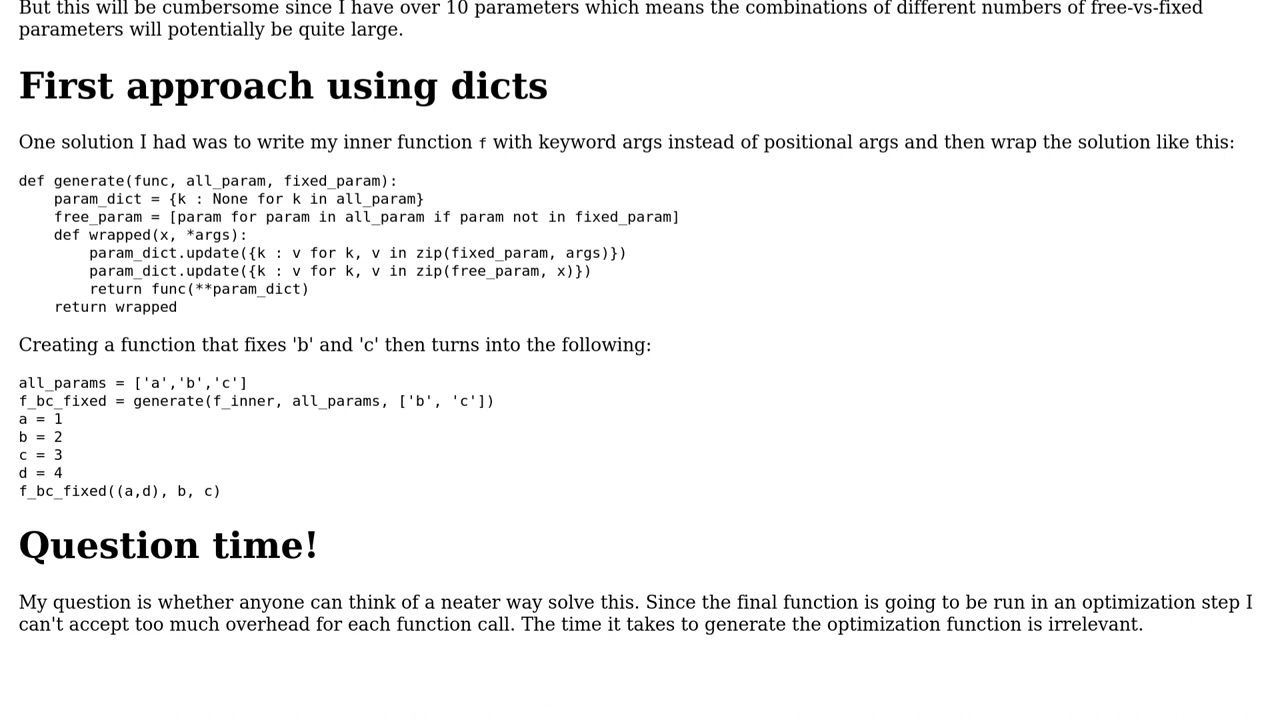 But this will be cumbersome since I have over 10 parameters which means the combinations of different numbers of free-vs-fixed
parameters will potentially be quite large.
First approach using dicts
One solution I had was to write my inner function f with keyword args instead of positional args and then wrap the solution like this:
def generate(func, all_param, fixed_param):
    param_dict = {k : None for k in all_param}
    free_param = [param for param in all_param if param not in fixed_param]
    def wrapped(x, *args):
        param_dict.update({k : v for k, v in zip(fixed_param, args)})
        param_dict.update({k : v for k, v in zip(free_param, x)})
        return func(**param_dict)
    return wrapped
Creating a function that fixes 'b' and 'c' then turns into the following:
all_params = ['a','b','c']
f_bc_fixed = generate(f_inner, all_params, ['b', 'c'])
a = 1
b = 2
c = 3
d = 4
f_bc_fixed((a,d), b, c)
Question time!
My question is whether anyone can think of a neater way solve this. Since the final function is going to be run in an optimization step I
can't accept too much overhead for each function call. The time it takes to generate the optimization function is irrelevant.